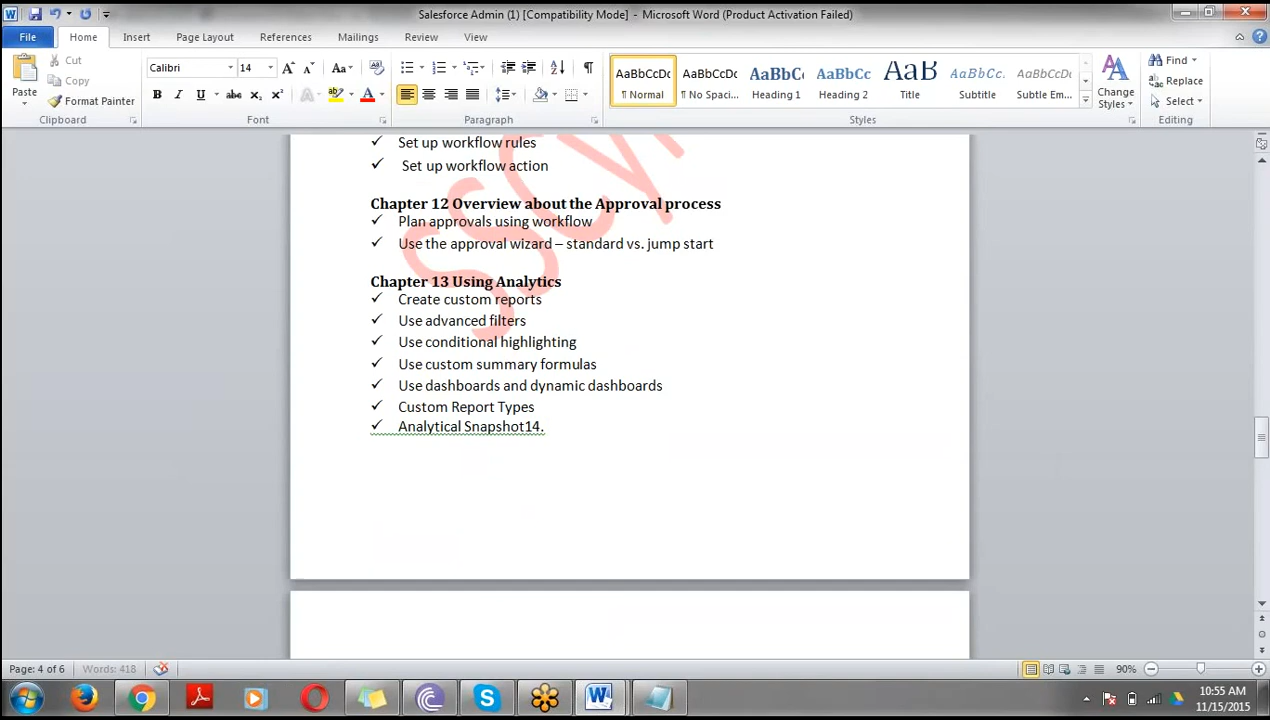 Salesforce Admin (1) [Compatibility Mode] - Microsoft Word (Product Activation Failed)
File Home Insert Page Layout References Mailings Review View
Cut
Copy
Paste
Format Painter
Clipboard
Calibri 14
Font
Paragraph
AaBbCcDc AaBbCcDc AaBbC AaBbCc AaB AaBbCc. AaBbCcDc
¶ Normal ¶ No Spaci... Heading 1 Heading 2 Title Subtitle Subtle Em...
Styles
Change Styles
Find
Replace
Select
Editing
Set up workflow rules
Set up workflow action
Chapter 12 Overview about the Approval process
Plan approvals using workflow
Use the approval wizard – standard vs. jump start
Chapter 13 Using Analytics
Create custom reports
Use advanced filters
Use conditional highlighting
Use custom summary formulas
Use dashboards and dynamic dashboards
Custom Report Types
Analytical Snapshot14.
Page: 4 of 6 Words: 418 90%
10:55 AM
11/15/2015